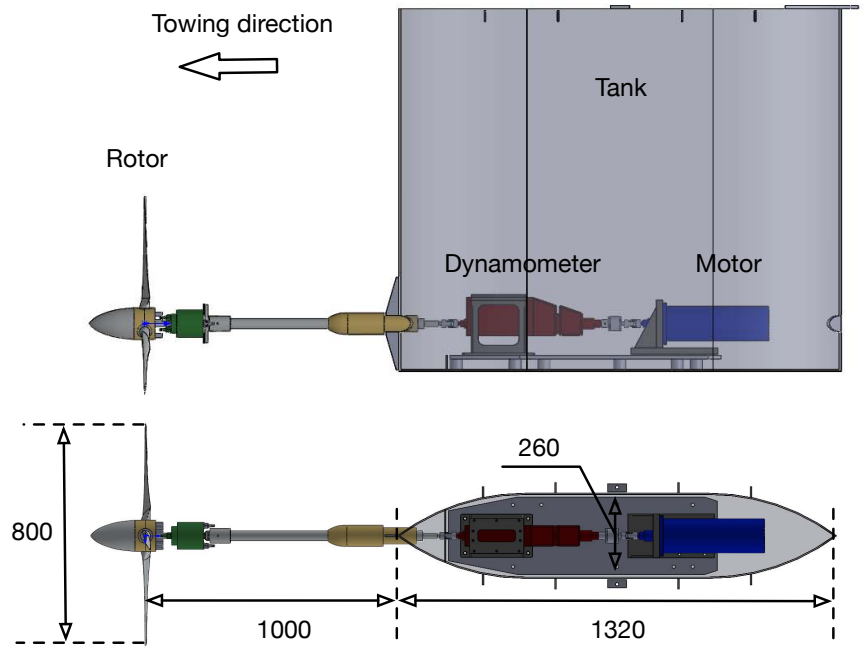 Towing direction
Tank
Rotor
Dynamometer
Motor
260
800
1000
1320